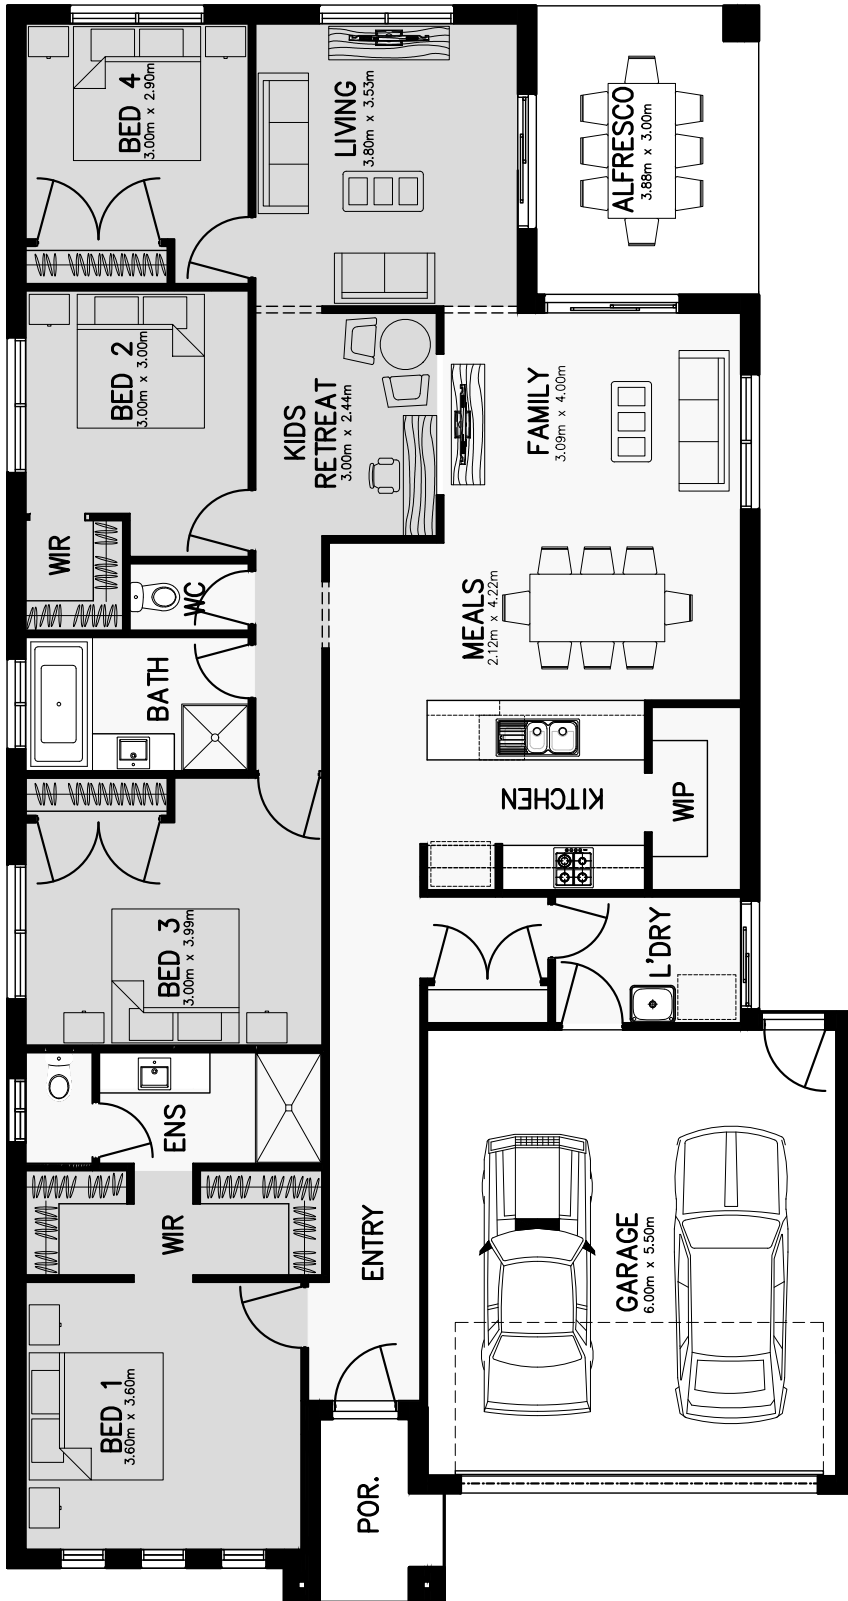 BED 4
3.00m x 2.90m
LIVING
3.80m x 3.53m
ALFRESCO
3.88m x 3.00m
BED 2
3.00m x 3.00m
KIDS
RETREAT
3.00m x 2.44m
FAMILY
3.09m x 4.00m
WIR
WC
MEALS
2.12m x 4.22m
BATH
KITCHEN
WIP
BED 3
3.00m x 3.99m
L'DRY
ENS
WIR
ENTRY
GARAGE
6.00m x 5.50m
BED 1
3.60m x 3.60m
POR.